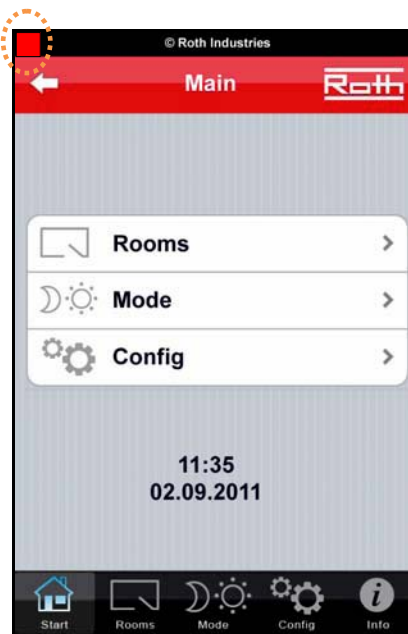 © Roth Industries
Main
Roth
Rooms
Mode
Config
11:35
02.09.2011
Start Rooms Mode Config Info